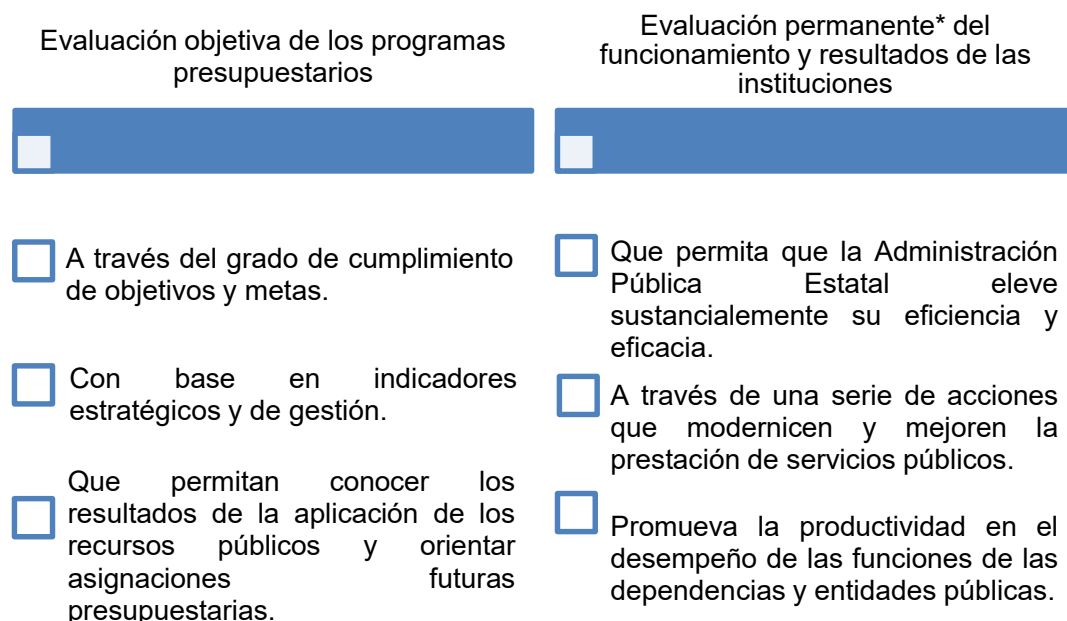 Evaluación objetiva de los programas
presupuestarios
A través del grado de cumplimiento
de objetivos y metas.
Con base en indicadores
estratégicos y de gestión.
Que permitan conocer los
resultados de la aplicación de los
recursos públicos y orientar
asignaciones futuras
presupuestarias.
Evaluación permanente* del
funcionamiento y resultados de las
instituciones
Que permita que la Administración
Pública Estatal eleve
sustancialemente su eficiencia y
eficacia.
A través de una serie de acciones
que modernicen y mejoren la
prestación de servicios públicos.
Promueva la productividad en el
desempeño de las funciones de las
dependencias y entidades públicas.